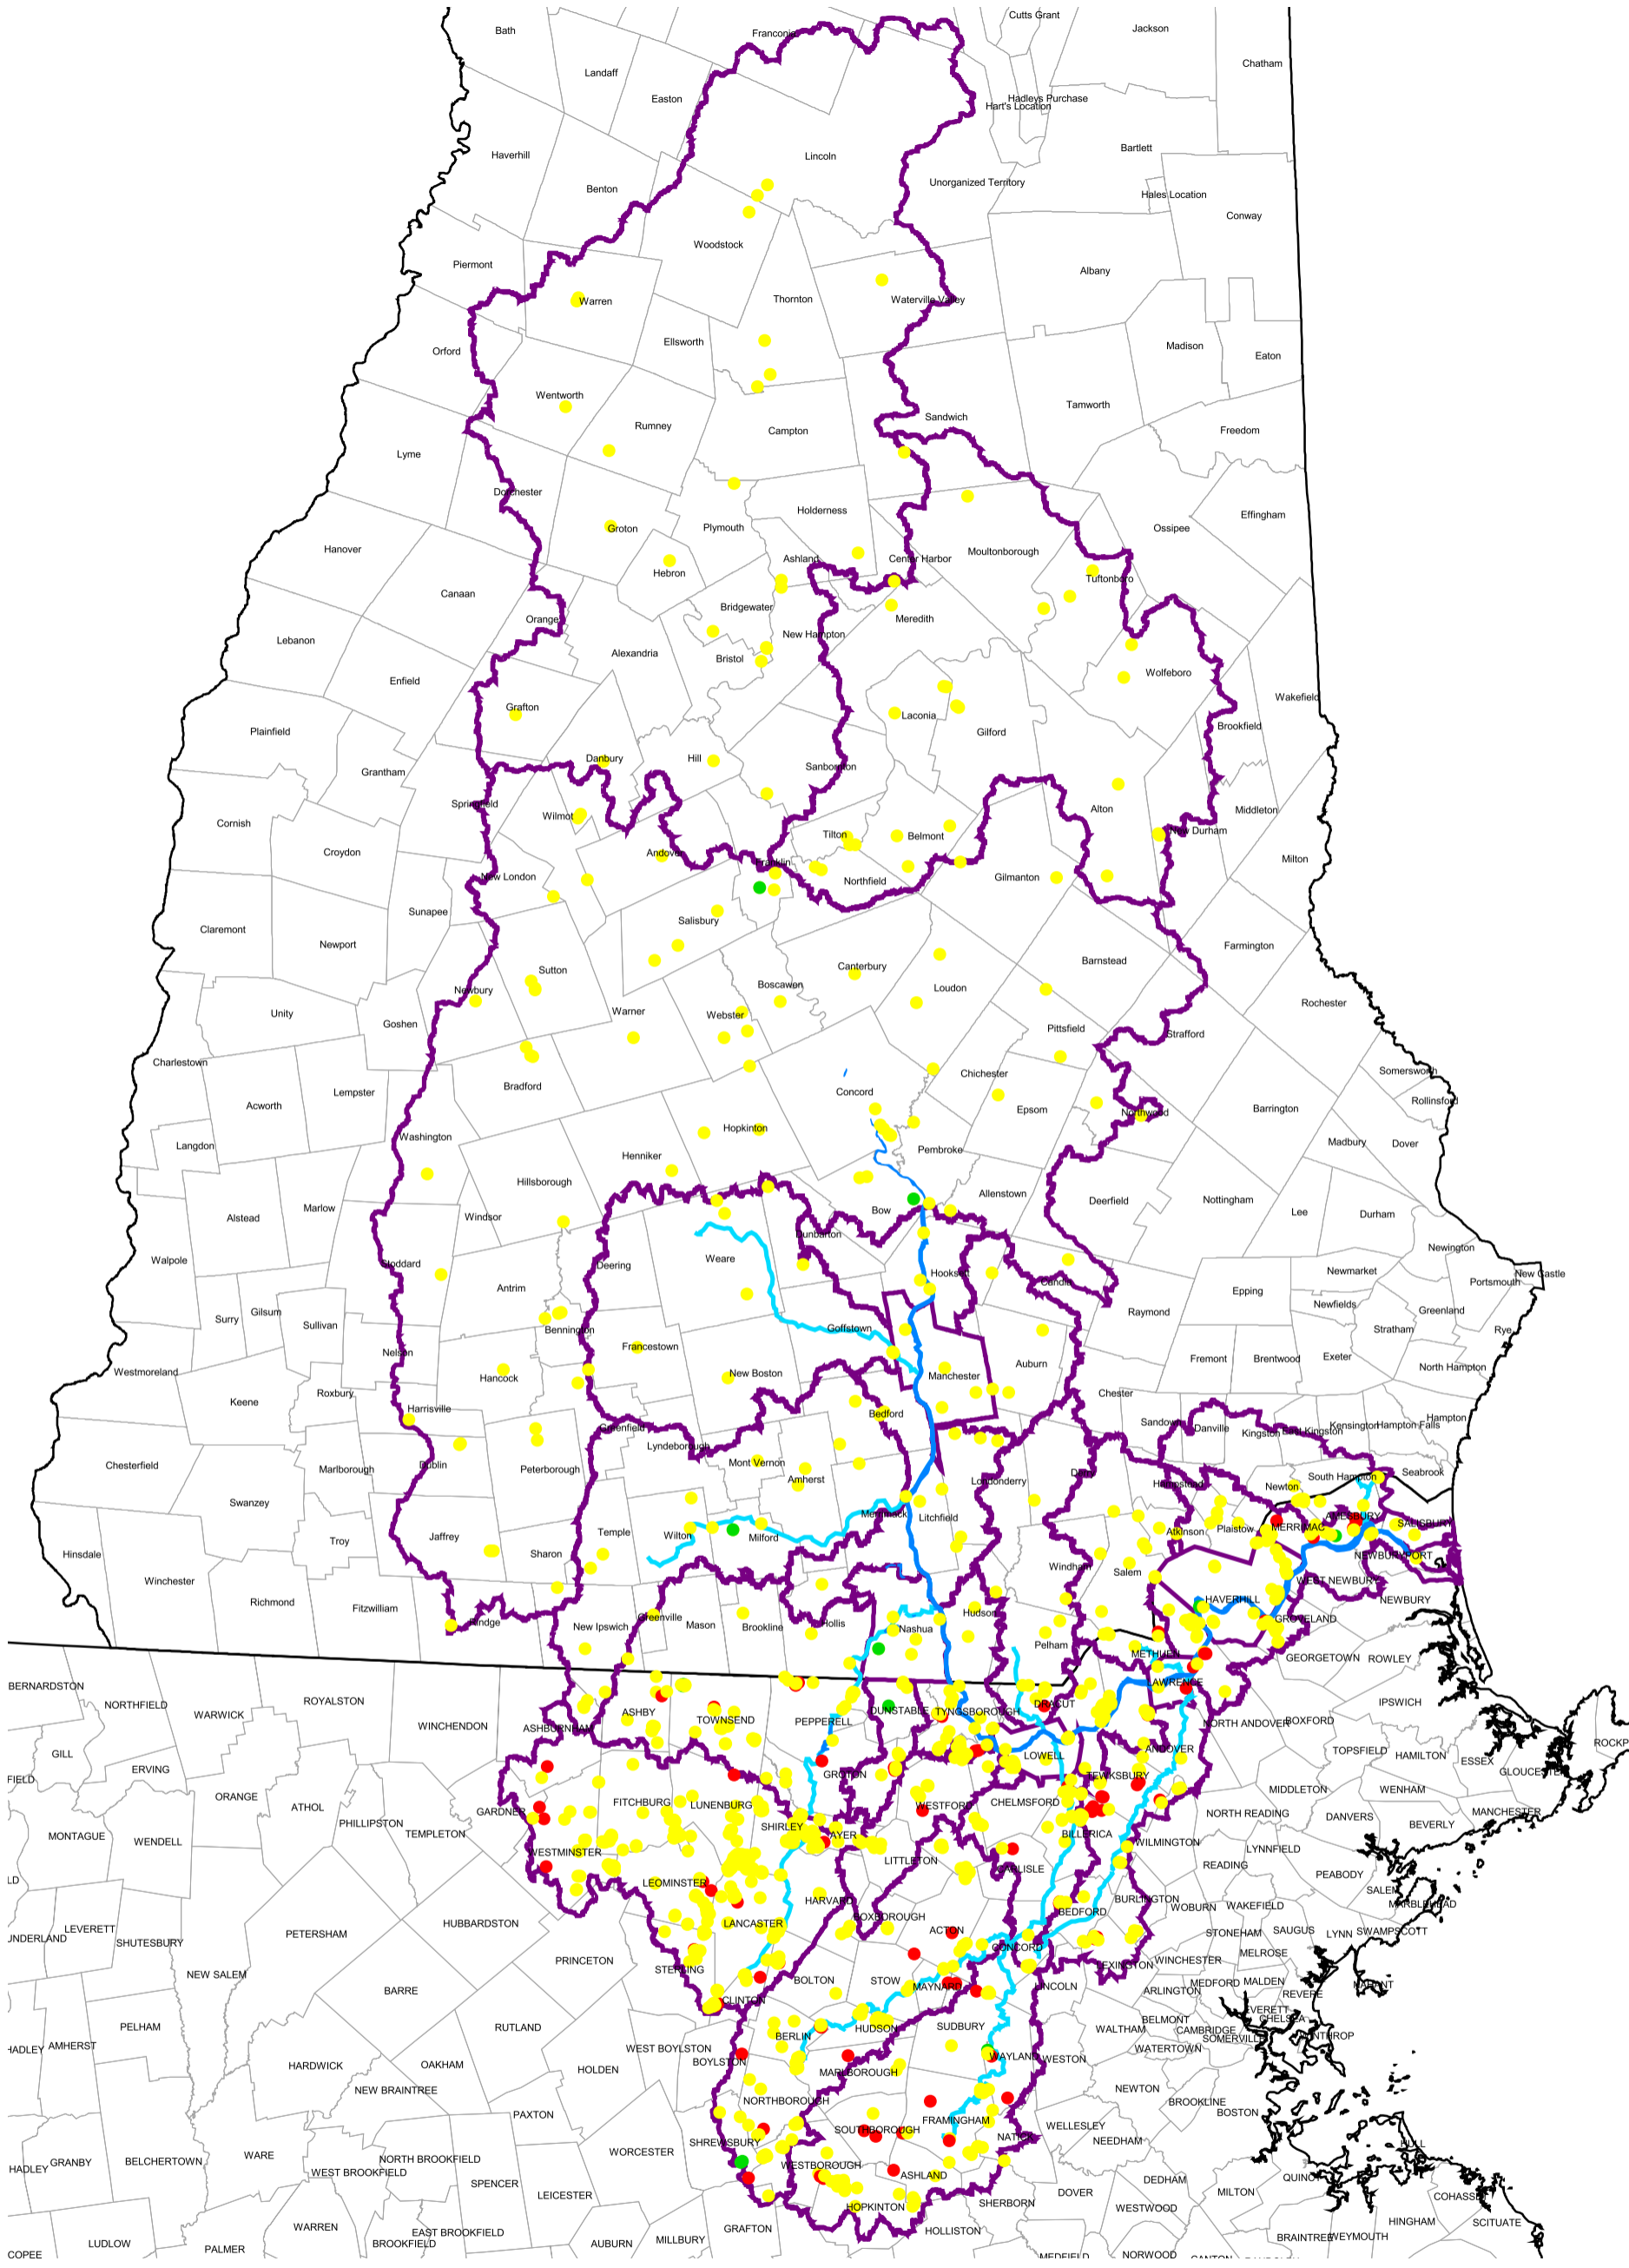 Cutts Grant
Bath
Franconia
Jackson
Landaff
Chatham
Easton
Hadleys Purchase
Hart's Location
Haverhill
Lincoln
Bartlett
Benton
Unorganized Territory
Hales Location
Conway
Woodstock
Piermont
Albany
Warren
Thornton
Waterville Valley
Ellsworth
Madison
Orford
Eaton
Wentworth
Tamworth
Sandwich
Rumney
Campton
Freedom
Lyme
Dorchester
Holderness
Effingham
Groton
Plymouth
Ossipee
Hanover
Ashland
Center Harbor
Moultonborough
Hebron
Tuftonboro
Canaan
Bridgewater
Orange
Meredith
New Hampton
Lebanon
Alexandria
Bristol
Wolfeboro
Enfield
Wakefield
Grafton
Laconia
Brookfield
Plainfield
Gilford
Danbury
Hill
Sanbornton
Grantham
Springfield
Alton
Middleton
Wilmot
Cornish
Tilton
Belmont
New Durham
Croydon
Andover
Franklin
Milton
New London
Northfield
Gilmanton
Sunapee
Salisbury
Claremont
Newport
Farmington
Barnstead
Sutton
Canterbury
Boscawen
Loudon
Newbury
Rochester
Unity
Warner
Webster
Goshen
Pittsfield
Strafford
Charlestown
Chichester
Somersworth
Bradford
Lempster
Concord
Rollinsford
Acworth
Epsom
Barrington
Northwood
Hopkinton
Washington
Madbury
Dover
Langdon
Pembroke
Henniker
Hillsborough
Allenstown
Deerfield
Nottingham
Marlow
Bow
Lee
Durham
Alstead
Windsor
Dunbarton
Newington
Walpole
Weare
Stoddard
Deering
Hooksett
Newmarket
New Castle
Candia
Portsmouth
Antrim
Epping
Raymond
Newfields
Greenland
Gilsum
Surry
Sullivan
Bennington
Goffstown
Stratham
Rye
Francestown
Nelson
Auburn
Fremont
Brentwood
Exeter
North Hampton
Westmoreland
New Boston
Manchester
Hancock
Roxbury
Chester
Keene
Harrisville
Bedford
Sandown
Danville
Kensington
Hampton Falls
Hampton
Greenfield
Kingston
East Kingston
Lyndeborough
Chesterfield
Marlborough
Dublin
Peterborough
Mont Vernon
Amherst
Londonderry
Derry
South Hampton
Seabrook
Hampstead
Newton
Swanzey
Merrimack
Litchfield
AMESBURY
SALISBURY
MERRIMAC
Plaistow
Atkinson
Jaffrey
Temple
Wilton
Milford
Troy
Hinsdale
Sharon
NEWBURYPORT
Windham
Salem
Winchester
WEST NEWBURY
Richmond
Fitzwilliam
HAVERHILL
NEWBURY
Hudson
GROVELAND
Rindge
Greenville
New Ipswich
Mason
Brookline
Hollis
Nashua
Pelham
METHUEN
GEORGETOWN
ROWLEY
LAWRENCE
BERNARDSTON
NORTHFIELD
ROYALSTON
WARWICK
IPSWICH
WINCHENDON
ASHBURNHAM
ASHBY
TOWNSEND
PEPPERELL
DUNSTABLE
TYNGSBOROUGH
DRACUT
NORTH ANDOVER
BOXFORD
GILL
ROCKP
TOPSFIELD
HAMILTON
ESSEX
ANDOVER
LOWELL
ERVING
GLOUCESTER
FIELD
GROTON
TEWKSBURY
MIDDLETON
WENHAM
ORANGE
ATHOL
FITCHBURG
LUNENBURG
CHELMSFORD
WESTFORD
GARDNER
MANCHESTER
NORTH READING
DANVERS
PHILLIPSTON
SHIRLEY
BEVERLY
TEMPLETON
AYER
BILLERICA
MONTAGUE
WENDELL
WILMINGTON
LYNNFIELD
WESTMINSTER
LITTLETON
CARLISLE
READING
PEABODY
LD
LEOMINSTER
SALEM
HARVARD
BURLINGTON
WOBURN
WAKEFIELD
MARBLEHEAD
BEDFORD
BOXBOROUGH
HUBBARDSTON
LANCASTER
SAUGUS
LEVERETT
ACTON
STONEHAM
LYNN
SWAMPSCOTT
PETERSHAM
UNDERLAND
SHUTESBURY
CONCORD
MELROSE
PRINCETON
LEXINGTON
WINCHESTER
STERLING
NEW SALEM
BOLTON
STOW
MAYNARD
LINCOLN
MEDFORD
MALDEN
NAHANT
BARRE
ARLINGTON
REVERE
CLINTON
EVERETT
CHELSEA
BELMONT
PELHAM
RUTLAND
HUDSON
SUDBURY
WALTHAM
CAMBRIDGE
SOMERVILLE
WINTHROP
BERLIN
HADLEY
AMHERST
WEST BOYLSTON
WATERTOWN
WAYLAND
WESTON
BOYLSTON
HARDWICK
OAKHAM
HOLDEN
MARLBOROUGH
NEW BRAINTREE
NEWTON
NORTHBOROUGH
BROOKLINE
BOSTON
PAXTON
FRAMINGHAM
SOUTHBOROUGH
WELLESLEY
NATICK
NEEDHAM
SHREWSBURY
WORCESTER
HULL
WARE
NORTH BROOKFIELD
GRANBY
BELCHERTOWN
WESTBOROUGH
HADLEY
WEST BROOKFIELD
ASHLAND
QUINCY
DEDHAM
SPENCER
DOVER
MILTON
LEICESTER
COHASSET
SHERBORN
HOPKINTON
WESTWOOD
HINGHAM
SCITUATE
WARREN
GRAFTON
HOLLISTON
EAST BROOKFIELD
BRAINTREE
WEYMOUTH
MILLBURY
LUDLOW
BROOKFIELD
AUBURN
PALMER
COPEE
MEDFIELD
NORWOOD
CANTON